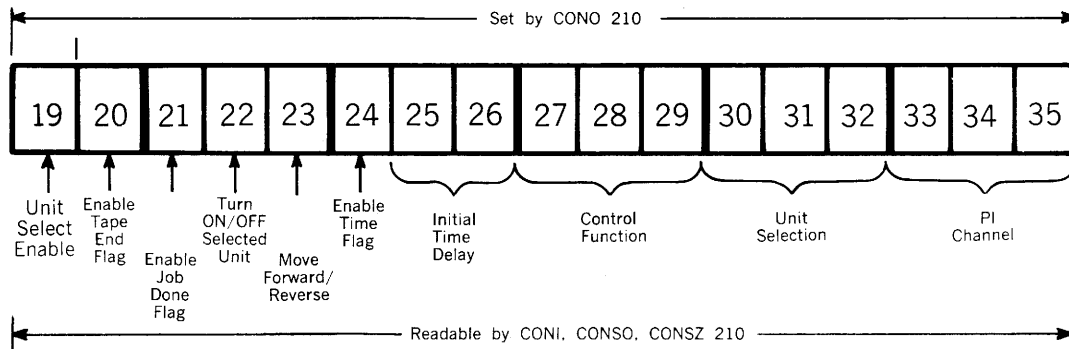 Set by CONO 210
19 20 21 22 23 24 25 26 27 28 29 30 31 32 33 34 35
Unit
Select
Enable
Enable
Tape
End
Flag
Enable
Job
Done
Flag
Turn
ON/OFF
Selected
Unit
Move
Forward/
Reverse
Enable
Time
Flag
Initial
Time
Delay
Control
Function
Unit
Selection
PI
Channel
Readable by CONI, CONSO, CONSZ 210